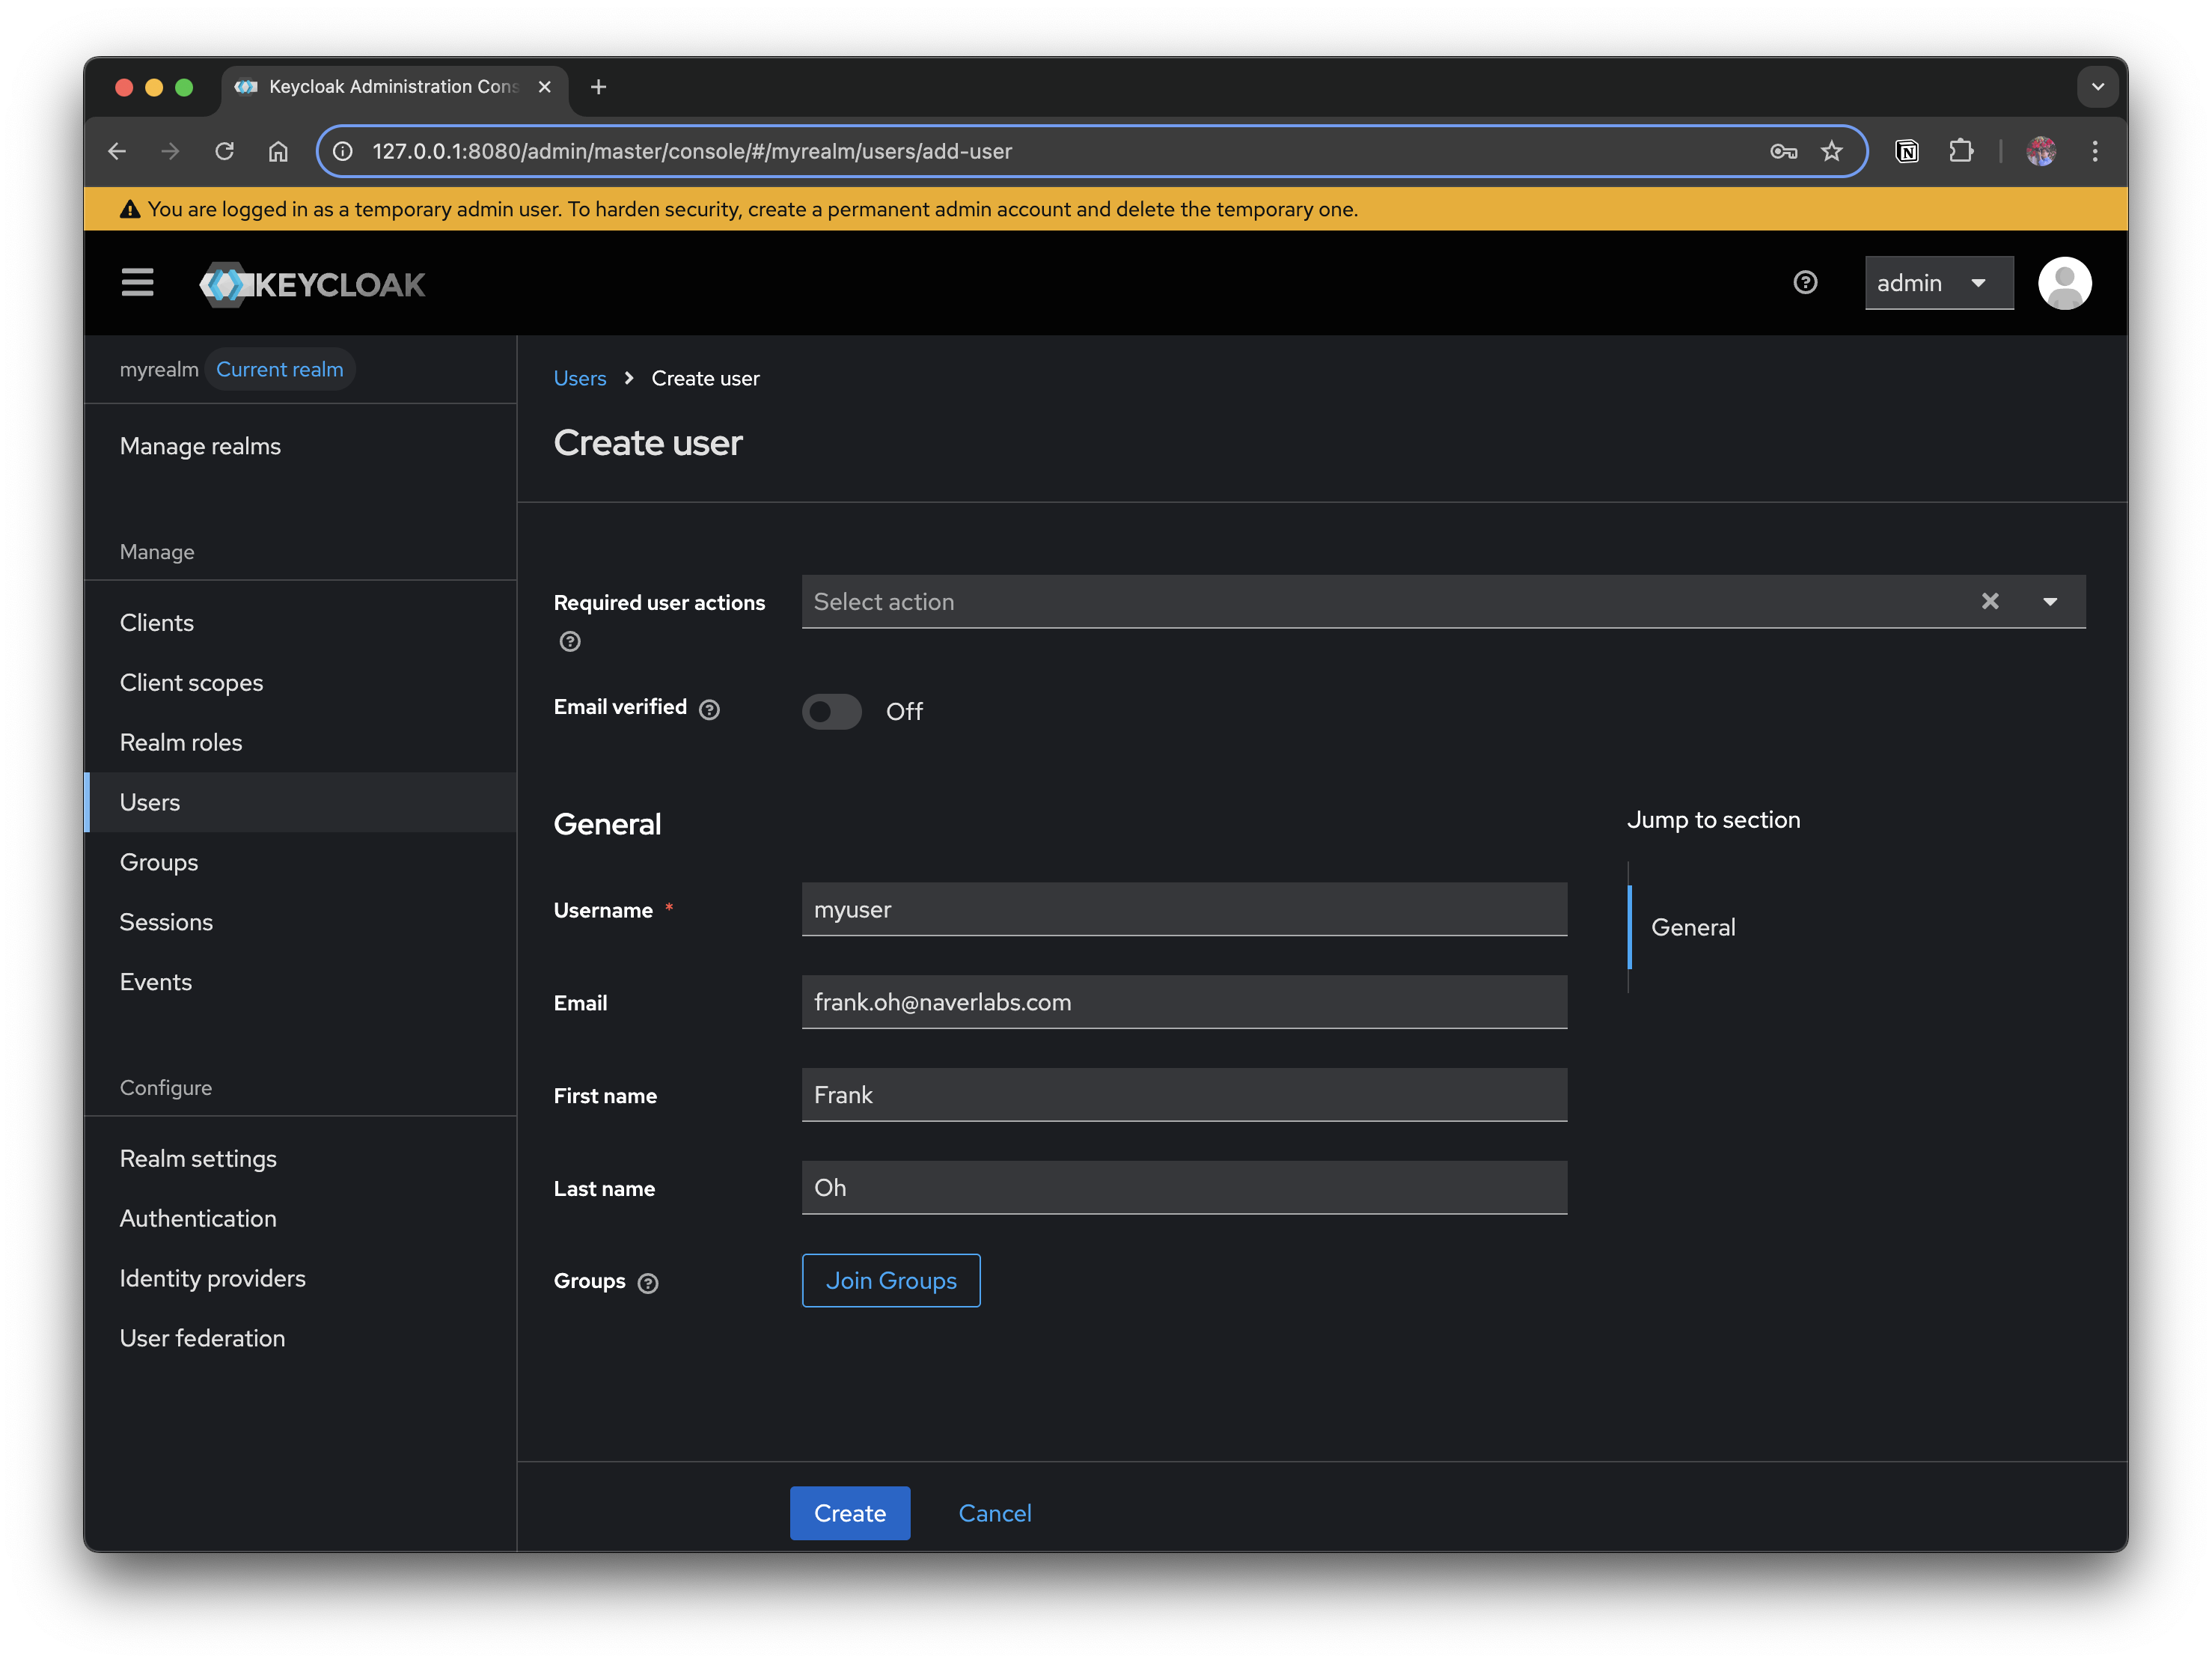 Keycloak Administration Cons
127.0.0.1:8080/admin/master/console/#/myrealm/users/add-user
You are logged in as a temporary admin user. To harden security, create a permanent admin account and delete the temporary one.
KEYCLOAK
admin
myrealm Current realm
Manage realms
Manage
Clients
Client scopes
Realm roles
Users
Groups
Sessions
Events
Configure
Realm settings
Authentication
Identity providers
User federation
Users > Create user
Create user
Required user actions
Select action
Email verified
Off
General
Username *
myuser
Email
frank.oh@naverlabs.com
First name
Frank
Last name
Oh
Groups
Join Groups
Jump to section
General
Create
Cancel